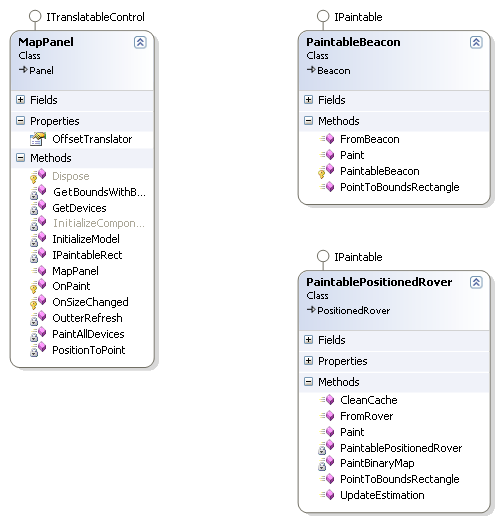 ITranslatableControl
MapPanel
Class
Panel
Fields
Properties
OffsetTranslator
Methods
Dispose
GetBoundsWithB...
GetDevices
InitializeCompon...
InitializeModel
IPaintableRect
MapPanel
OnPaint
OnSizeChanged
OutterRefresh
PaintAllDevices
PositionToPoint
IPaintable
PaintableBeacon
Class
Beacon
Fields
Methods
FromBeacon
Paint
PaintableBeacon
PointToBoundsRectangle
IPaintable
PaintablePositionedRover
Class
PositionedRover
Fields
Properties
Methods
CleanCache
FromRover
Paint
PaintablePositionedRover
PaintBinaryMap
PointToBoundsRectangle
UpdateEstimation